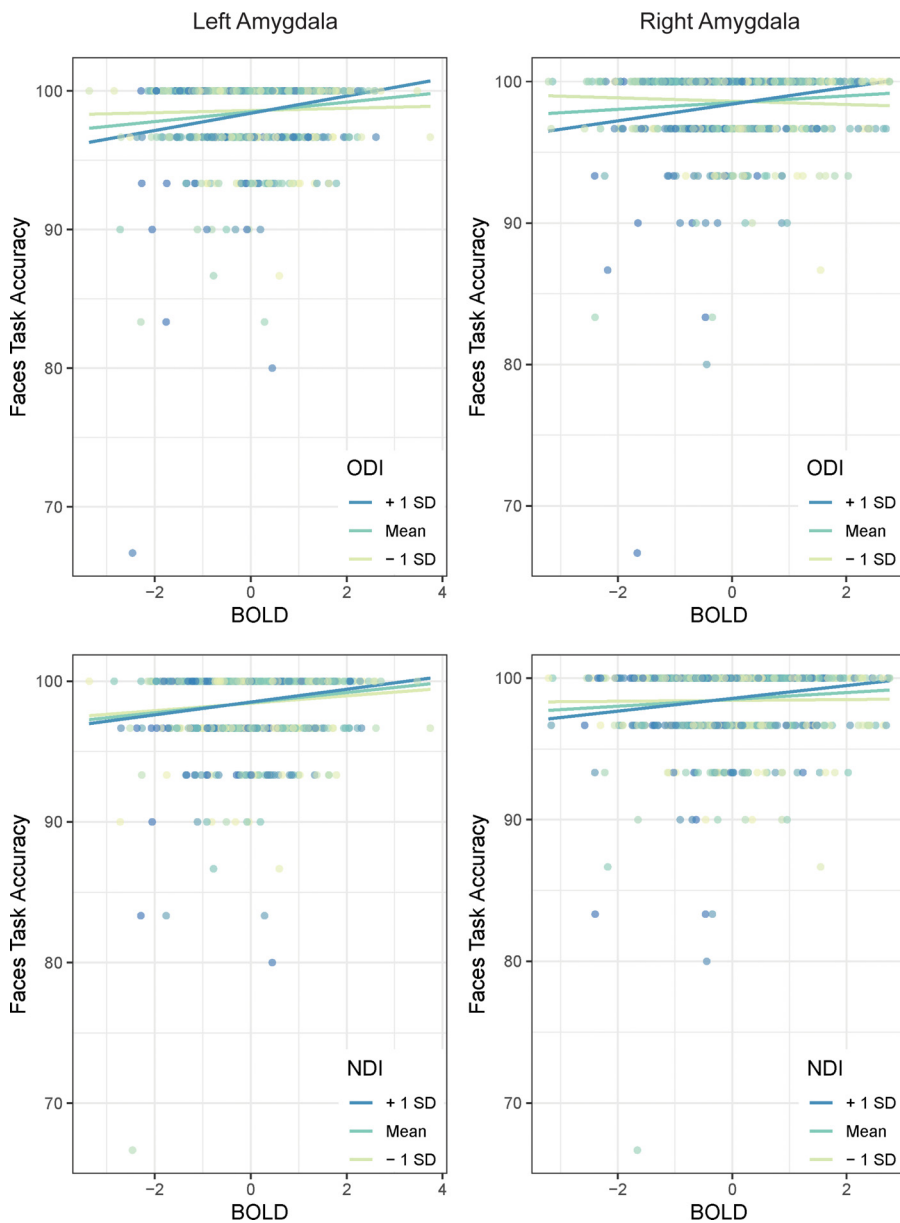 Left Amygdala
Right Amygdala
100
90
80
70
Faces Task Accuracy
−2
0
2
4
BOLD
ODI
+ 1 SD
Mean
− 1 SD
100
90
80
70
Faces Task Accuracy
−2
0
2
BOLD
ODI
+ 1 SD
Mean
− 1 SD
100
90
80
70
Faces Task Accuracy
−2
0
2
4
BOLD
NDI
+ 1 SD
Mean
− 1 SD
100
90
80
70
Faces Task Accuracy
−2
0
2
BOLD
NDI
+ 1 SD
Mean
− 1 SD